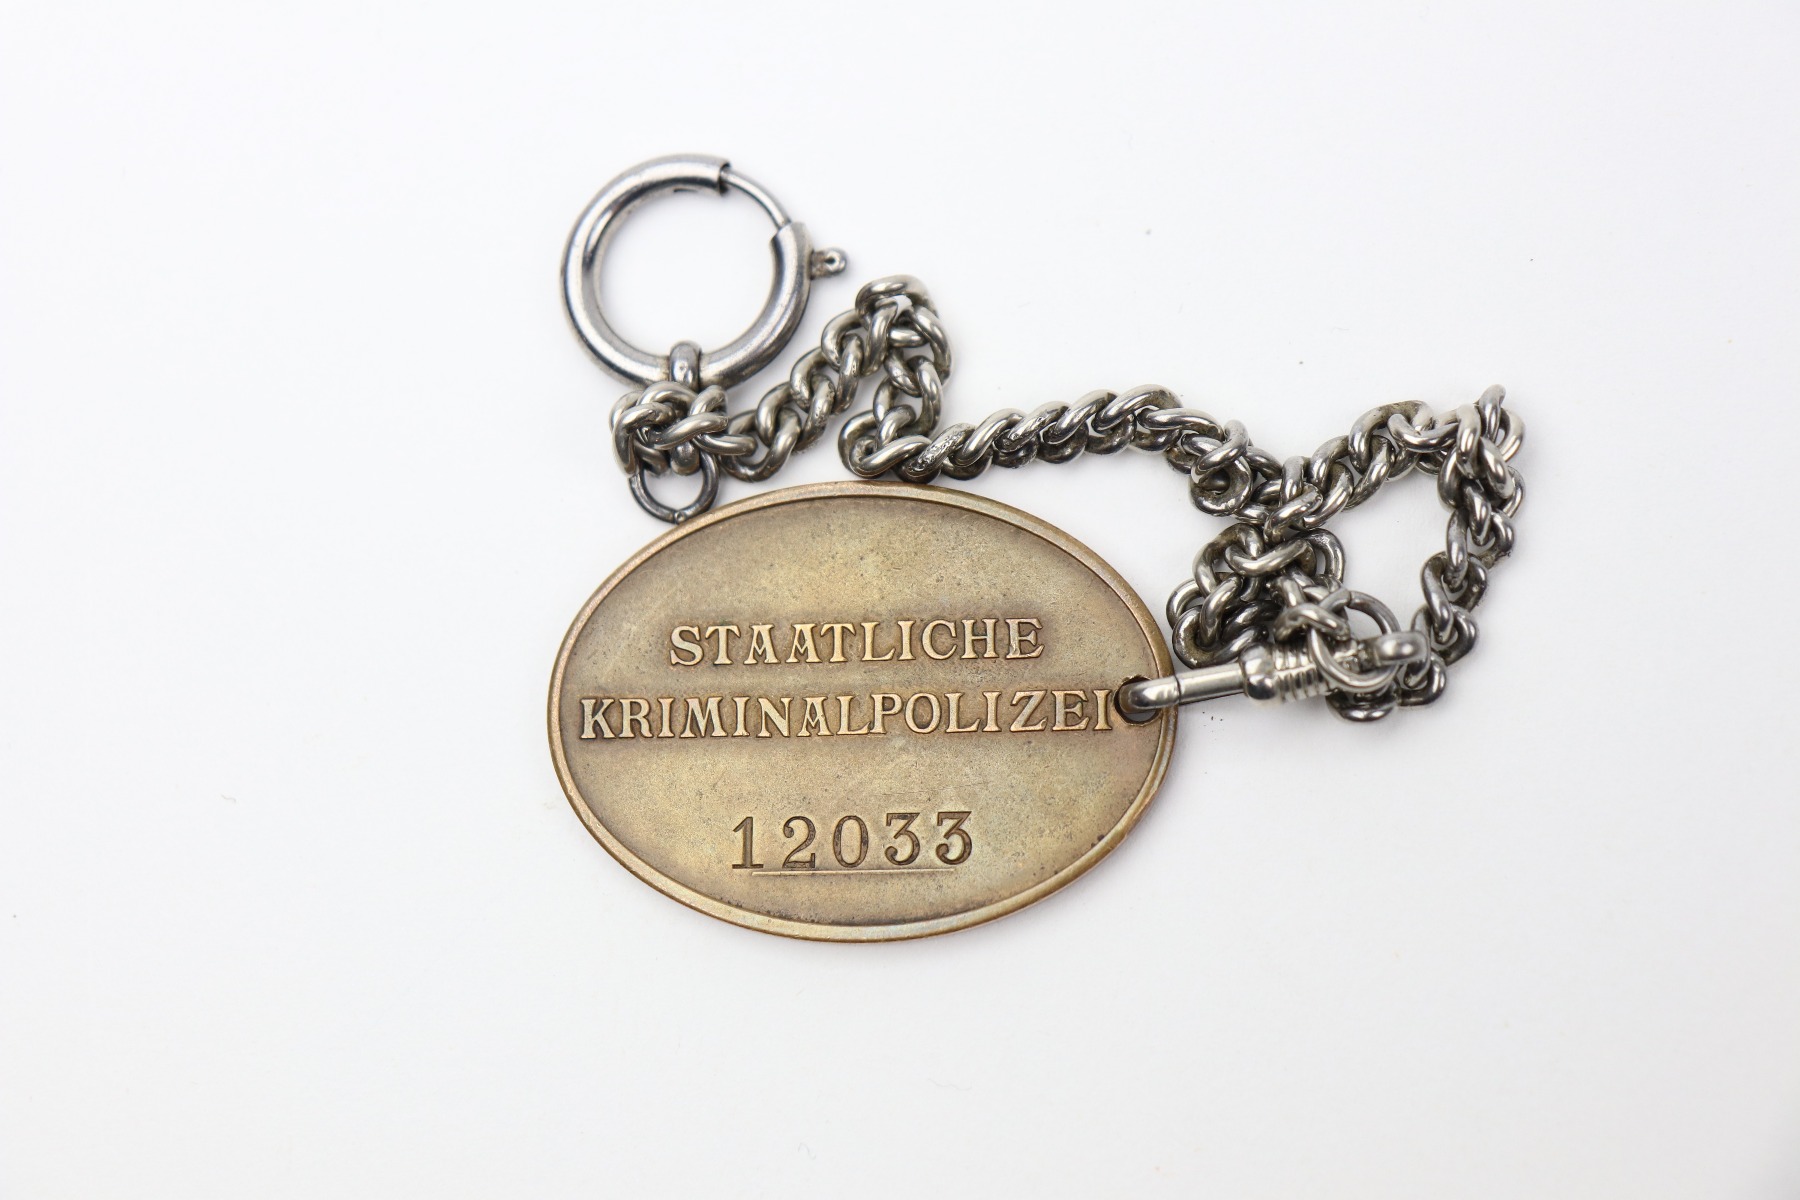 STAATLICHE
KRIMINALPOLIZEI
12033